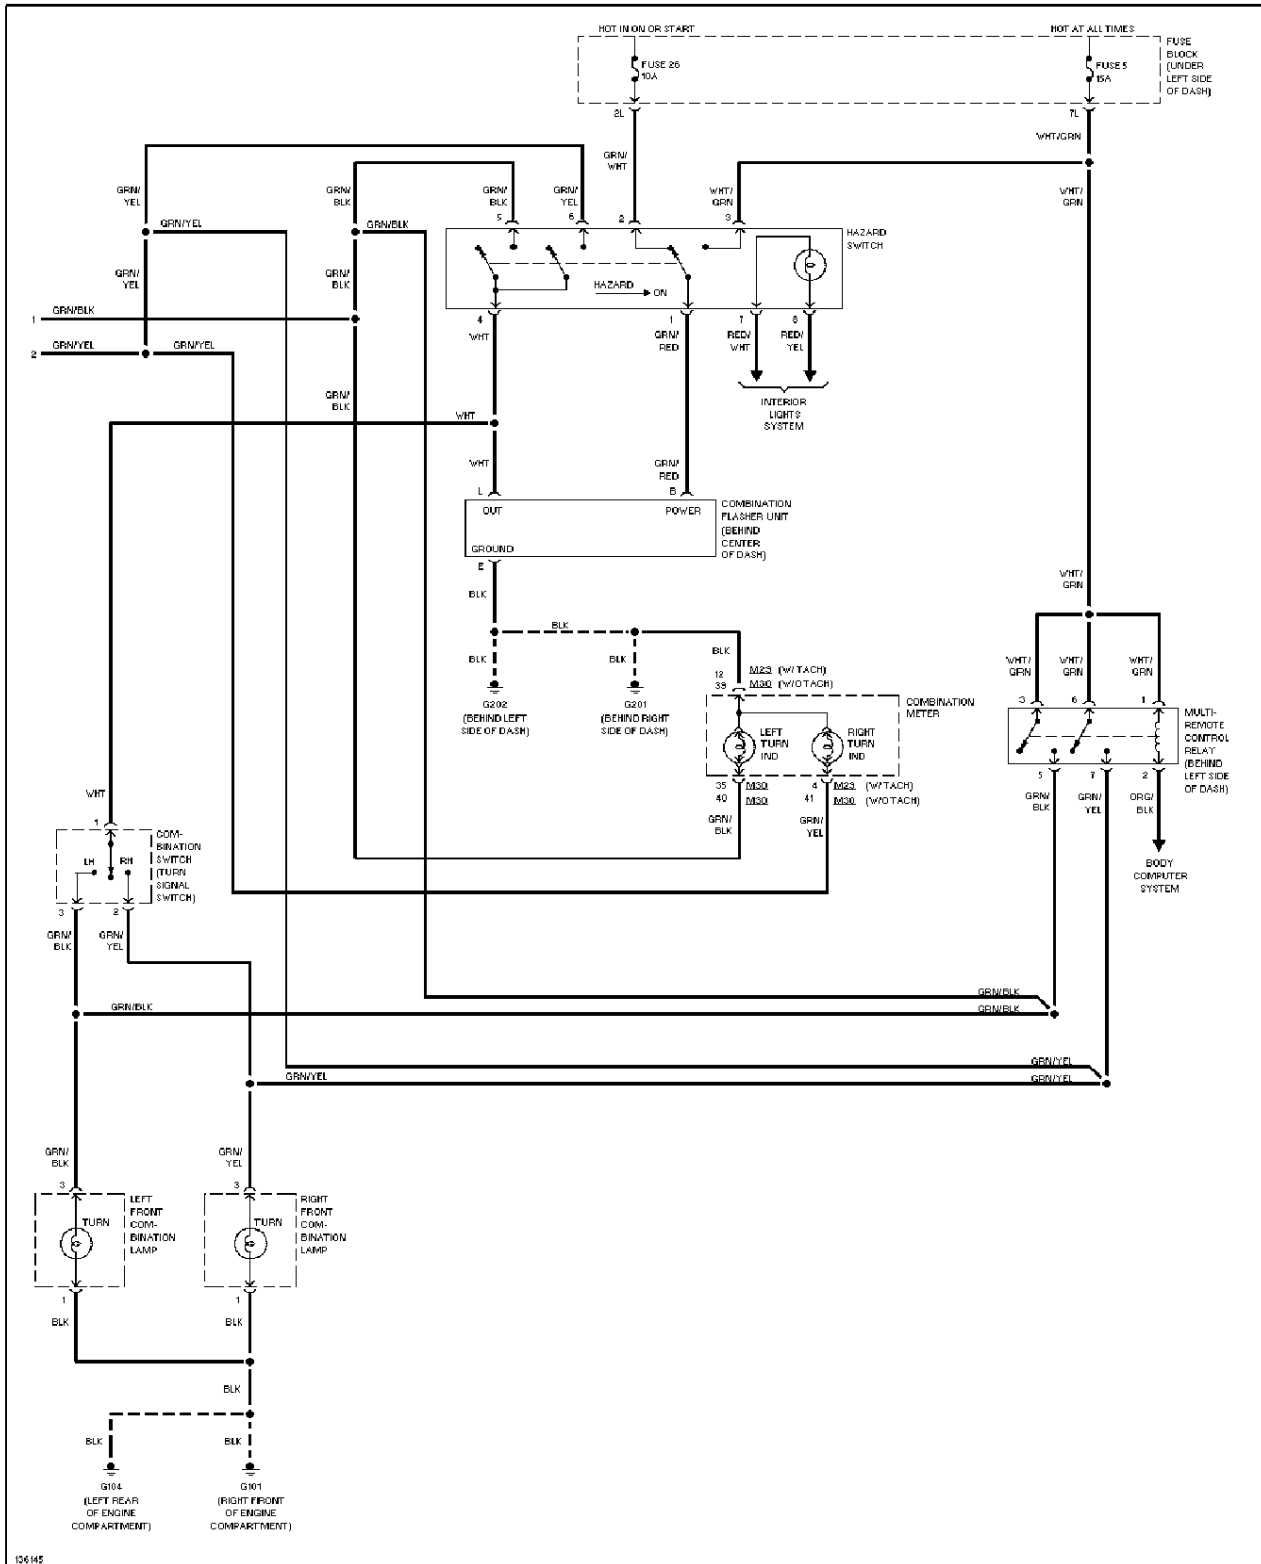 HOT IN ON OR START
HOT AT ALL TIMES
FUSE 26
10A
FUSE 5
15A
FUSE
BLOCK
(UNDER
LEFT SIDE
OF DASH)
2L
7L
WHT/GRN
GRN/
WHT
GRN/
YEL
GRN/
BLK
GRN/
BLK
GRN/
YEL
WHT/
GRN
WHT/
GRN
GRN/YEL
GRN/BLK
5
6
2
3
HAZARD
SWITCH
GRN/
YEL
GRN/
BLK
HAZARD
ON
1
GRN/BLK
2
GRN/YEL
GRN/YEL
4
1
7
8
WHT
GRN/
RED
RED/
WHT
RED/
YEL
INTERIOR
LIGHTS
SYSTEM
GRN/
BLK
WHT
WHT
GRN/
RED
L
B
OUT
POWER
GROUND
COMBINATION
FLASHER UNIT
(BEHIND
CENTER
OF DASH)
E
BLK
BLK
BLK
BLK
BLK
G202
(BEHIND LEFT
SIDE OF DASH)
G201
(BEHIND RIGHT
SIDE OF DASH)
12 M23 (W/ TACH)
39 M30 (W/O TACH)
COMBINATION
METER
LEFT
TURN
IND
RIGHT
TURN
IND
35 M30
40 M30
4 M23 (W/ TACH)
41 M30 (W/O TACH)
GRN/
BLK
GRN/
YEL
WHT/
GRN
WHT/
GRN
WHT/
GRN
WHT/
GRN
3
6
1
MULTI-
REMOTE
CONTROL
RELAY
(BEHIND
LEFT SIDE
OF DASH)
5
7
2
GRN/
BLK
GRN/
YEL
ORG/
BLK
BODY
COMPUTER
SYSTEM
WHT
1
LH
RH
COM-
BINATION
SWITCH
(TURN
SIGNAL
SWITCH)
3
2
GRN/
BLK
GRN/
YEL
GRN/BLK
GRN/BLK
GRN/BLK
GRN/YEL
GRN/YEL
GRN/YEL
GRN/
BLK
GRN/
YEL
3
3
TURN
LEFT
FRONT
COM-
BINATION
LAMP
TURN
RIGHT
FRONT
COM-
BINATION
LAMP
1
1
BLK
BLK
BLK
BLK
BLK
G104
(LEFT REAR
OF ENGINE
COMPARTMENT)
G101
(RIGHT FRONT
OF ENGINE
COMPARTMENT)
136145